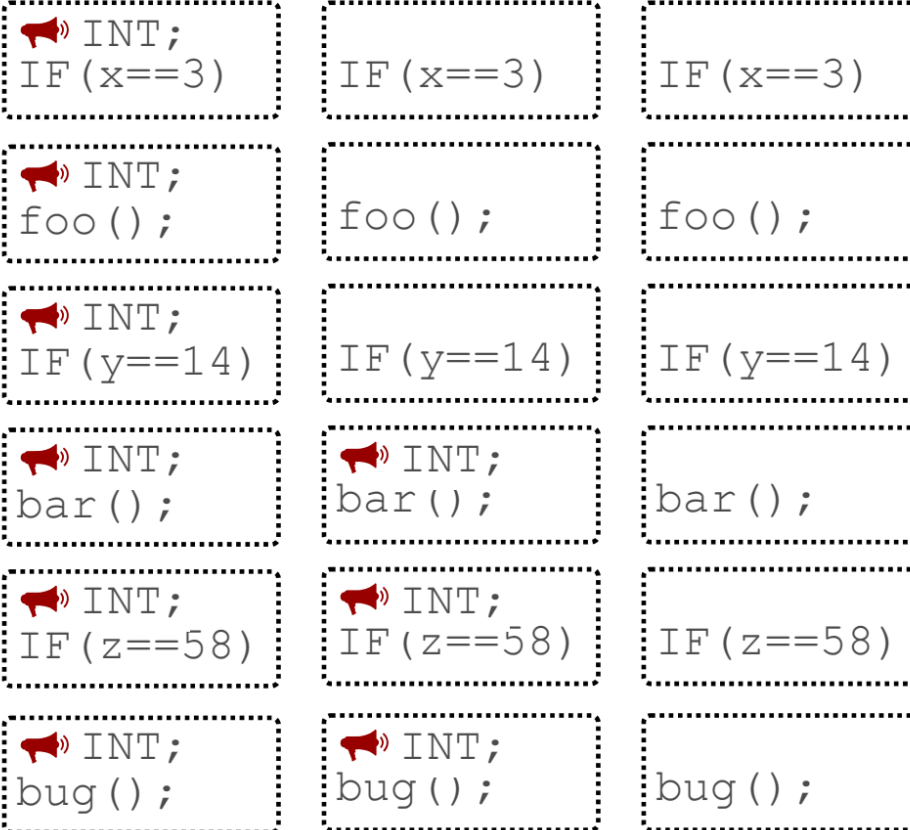 INT;
IF(x==3)
IF(x==3)
IF(x==3)
INT;
foo();
foo();
foo();
INT;
IF(y==14)
IF(y==14)
IF(y==14)
INT;
bar();
INT;
bar();
bar();
INT;
IF(z==58)
INT;
IF(z==58)
IF(z==58)
INT;
bug();
INT;
bug();
bug();